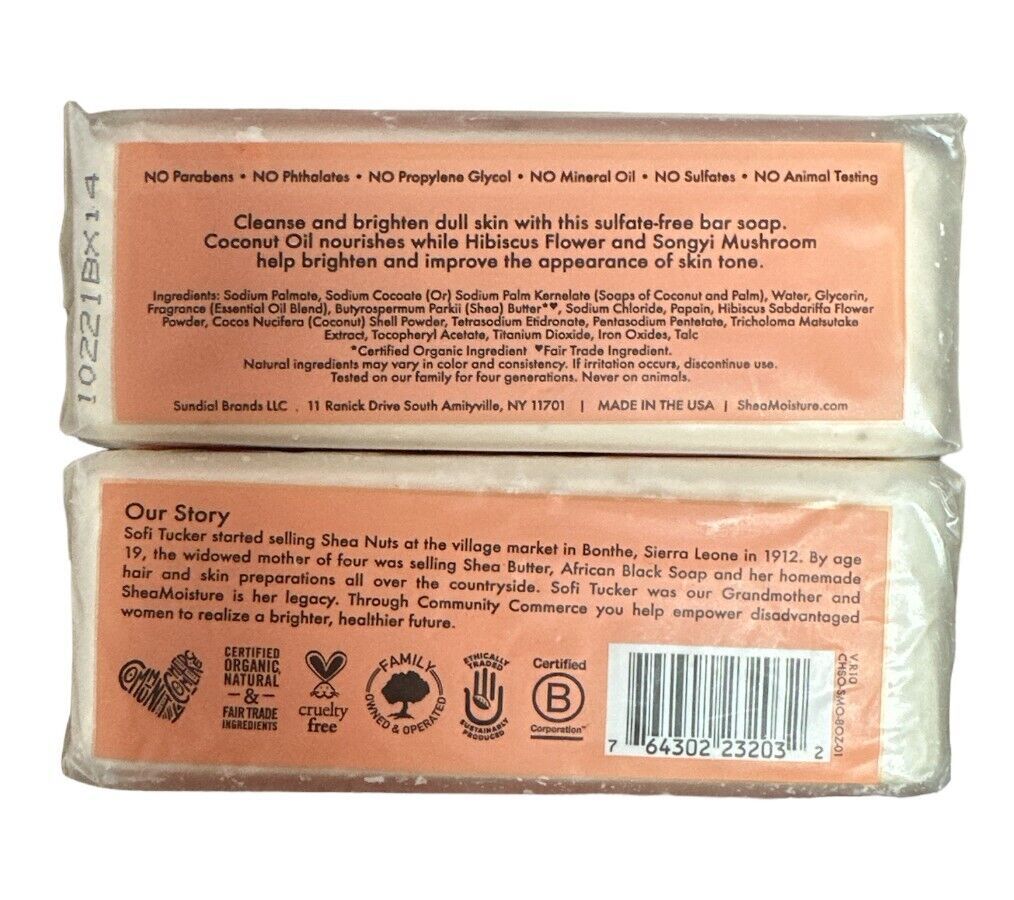 10221BX14
NO Parabens • NO Phthalates • NO Propylene Glycol • NO Mineral Oil • NO Sulfates • NO Animal Testing
Cleanse and brighten dull skin with this sulfate-free bar soap.
Coconut Oil nourishes while Hibiscus Flower and Songyi Mushroom
help brighten and improve the appearance of skin tone.
Ingredients: Sodium Palmate, Sodium Cocoate (Or) Sodium Palm Kernelate (Soaps of Coconut and Palm), Water, Glycerin,
Fragrance (Essential Oil Blend), Butyrospermum Parkii (Shea) Butter*♥, Sodium Chloride, Papain, Hibiscus Sabdariffa Flower
Powder, Cocos Nucifera (Coconut) Shell Powder, Tetrasodium Etidronate, Pentasodium Pentetate, Tricholoma Matsutake
Extract, Tocopheryl Acetate, Titanium Dioxide, Iron Oxides, Talc
*Certified Organic Ingredient ♥Fair Trade Ingredient.
Natural ingredients may vary in color and consistency. If irritation occurs, discontinue use.
Tested on our family for four generations. Never on animals.
Sundial Brands LLC . 11 Ranick Drive South Amityville, NY 11701 | MADE IN THE USA | SheaMoisture.com
Our Story
Sofi Tucker started selling Shea Nuts at the village market in Bonthe, Sierra Leone in 1912. By age
19, the widowed mother of four was selling Shea Butter, African Black Soap and her homemade
hair and skin preparations all over the countryside. Sofi Tucker was our Grandmother and
SheaMoisture is her legacy. Through Community Commerce you help empower disadvantaged
women to realize a brighter, healthier future.
COMMUNITY COMMERCE
CERTIFIED
ORGANIC
NATURAL
&
FAIR TRADE
INGREDIENTS
cruelty
free
FAMILY
OWNED & OPERATED
ETHICALLY
TRADED
SUSTAINABLY
PRODUCED
Certified
B
Corporation™
7 64302 23203 2
CHSO-S/MO-8OZ-01